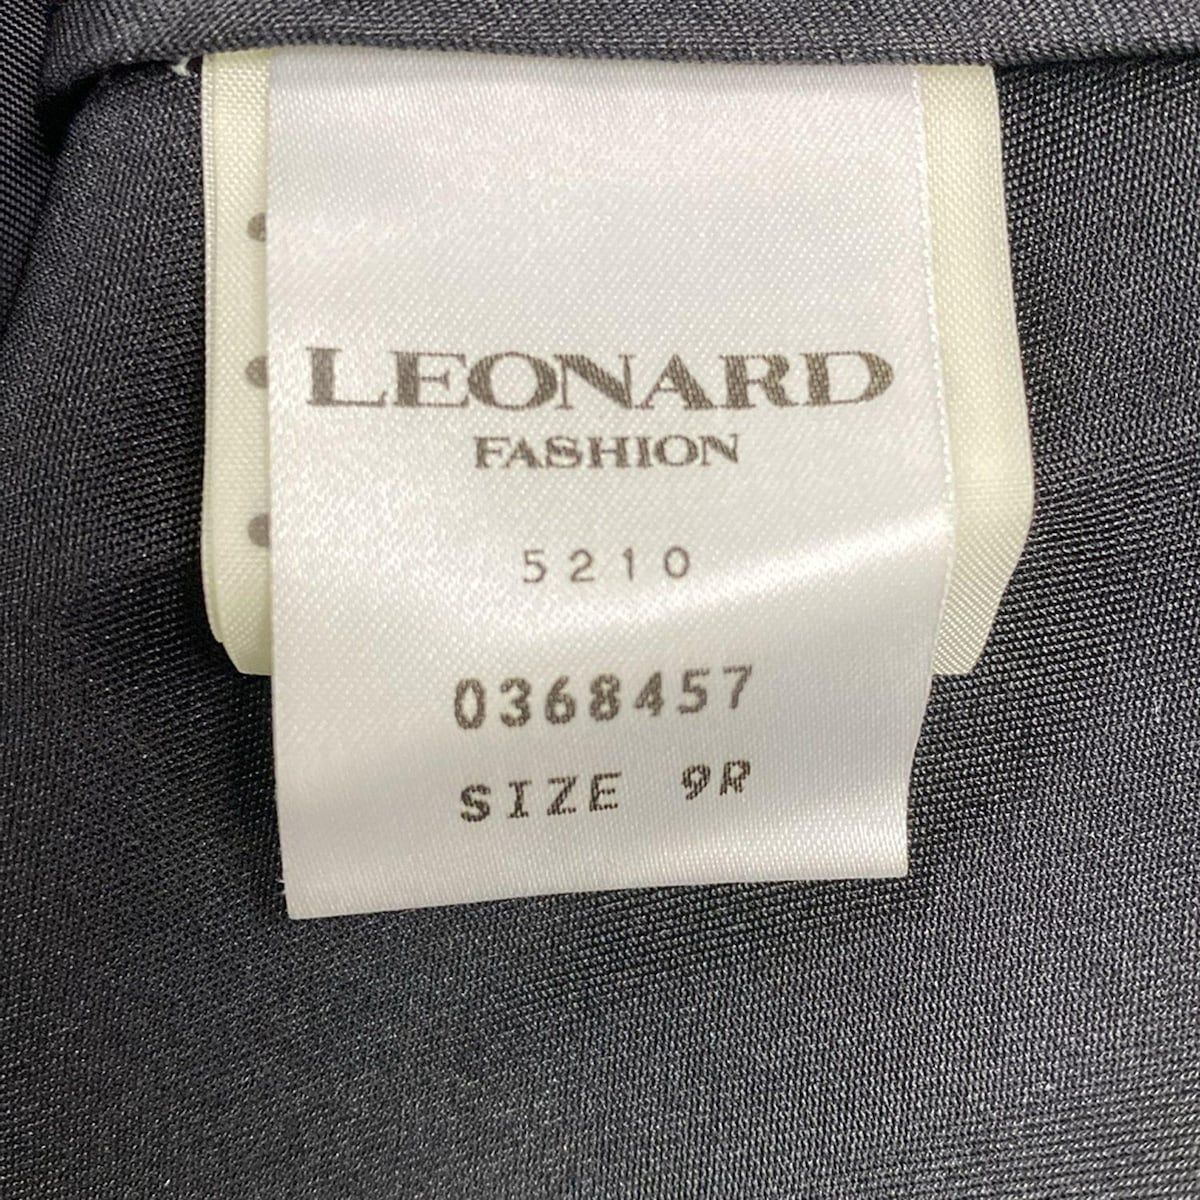 LEONARD
FASHION
5210
0368457
SIZE 9R